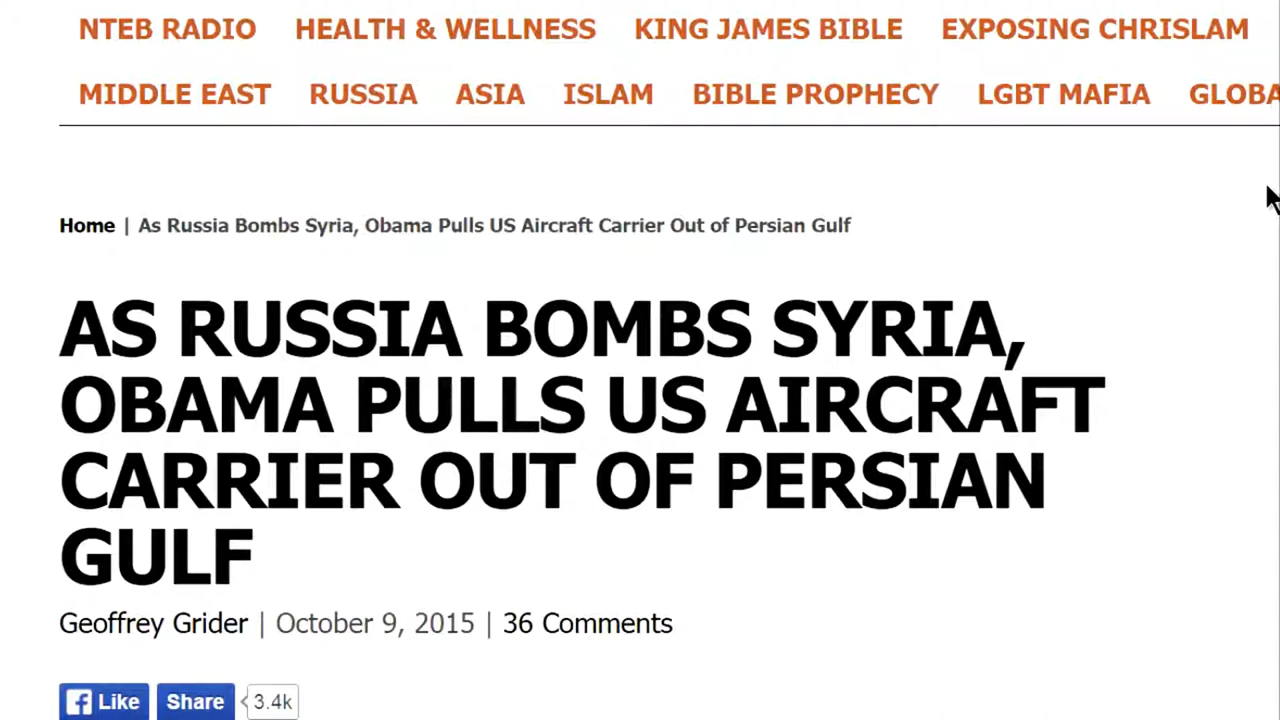 NTEB RADIO HEALTH & WELLNESS KING JAMES BIBLE EXPOSING CHRISLAM
MIDDLE EAST RUSSIA ASIA ISLAM BIBLE PROPHECY LGBT MAFIA GLOBA
Home | As Russia Bombs Syria, Obama Pulls US Aircraft Carrier Out of Persian Gulf
AS RUSSIA BOMBS SYRIA,
OBAMA PULLS US AIRCRAFT
CARRIER OUT OF PERSIAN
GULF
Geoffrey Grider | October 9, 2015 | 36 Comments
Like Share 3.4k